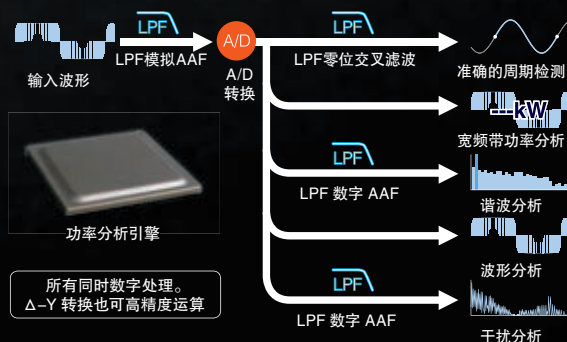 LPF
LPF模拟AAF
输入波形
A/D
A/D
转换
LPF
LPF零位交叉滤波
准确的周期检测
---kW
宽频带功率分析
LPF
LPF 数字 AAF
谐波分析
功率分析引擎
波形分析
所有同时数字处理。
Δ–Y 转换也可高精度运算
LPF
LPF 数字 AAF
干扰分析